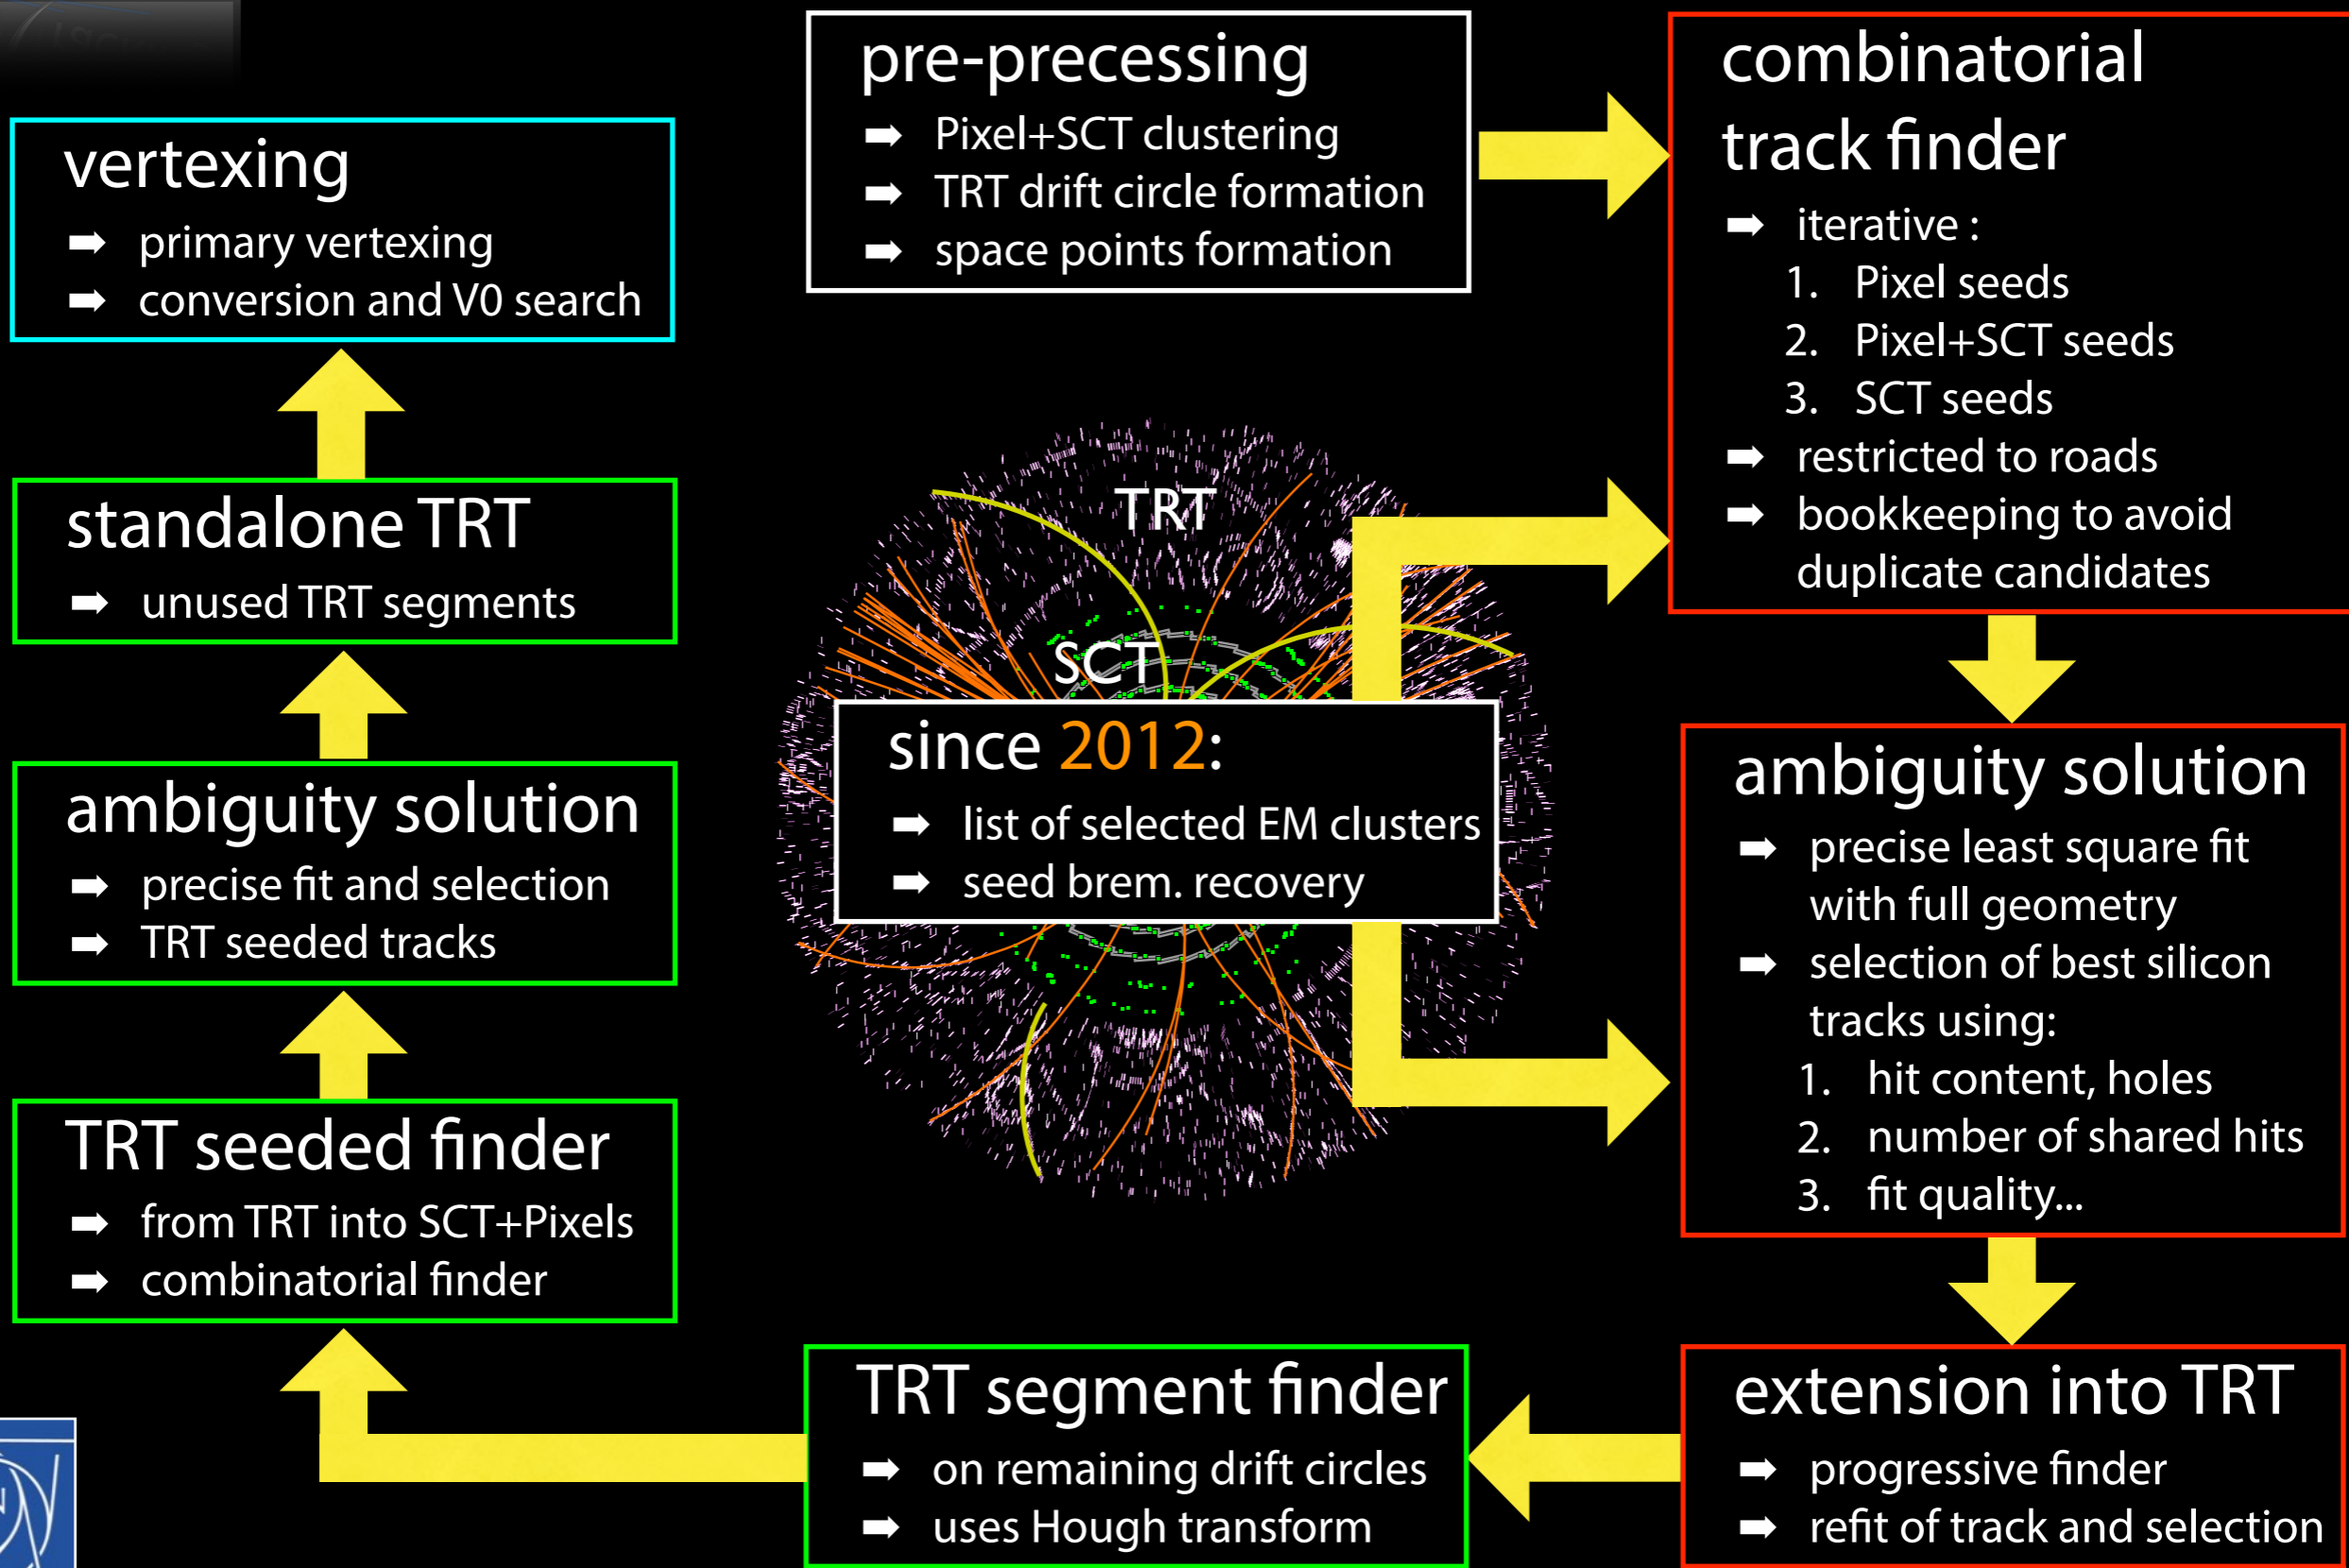 pre-precessing
➡ Pixel+SCT clustering
➡ TRT drift circle formation
➡ space points formation
combinatorial
track finder
➡ iterative :
1. Pixel seeds
2. Pixel+SCT seeds
3. SCT seeds
➡ restricted to roads
➡ bookkeeping to avoid
duplicate candidates
ambiguity solution
➡ precise least square fit
with full geometry
➡ selection of best silicon
tracks using:
1. hit content, holes
2. number of shared hits
3. fit quality...
extension into TRT
➡ progressive finder
➡ refit of track and selection
TRT segment finder
➡ on remaining drift circles
➡ uses Hough transform
TRT seeded finder
➡ from TRT into SCT+Pixels
➡ combinatorial finder
ambiguity solution
➡ precise fit and selection
➡ TRT seeded tracks
standalone TRT
➡ unused TRT segments
vertexing
➡ primary vertexing
➡ conversion and V0 search
TRT
SCT
since 2012:
➡ list of selected EM clusters
➡ seed brem. recovery